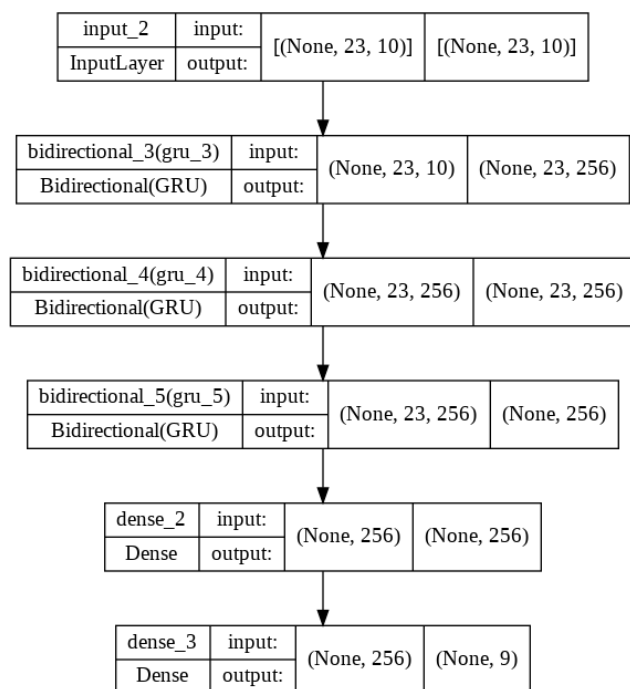 input_2 input: [(None, 23, 10)] [(None, 23, 10)]
InputLayer output:
bidirectional_3(gru_3) input: (None, 23, 10) (None, 23, 256)
Bidirectional(GRU) output:
bidirectional_4(gru_4) input: (None, 23, 256) (None, 23, 256)
Bidirectional(GRU) output:
bidirectional_5(gru_5) input: (None, 23, 256) (None, 256)
Bidirectional(GRU) output:
dense_2 input: (None, 256) (None, 256)
Dense output:
dense_3 input: (None, 256) (None, 9)
Dense output: